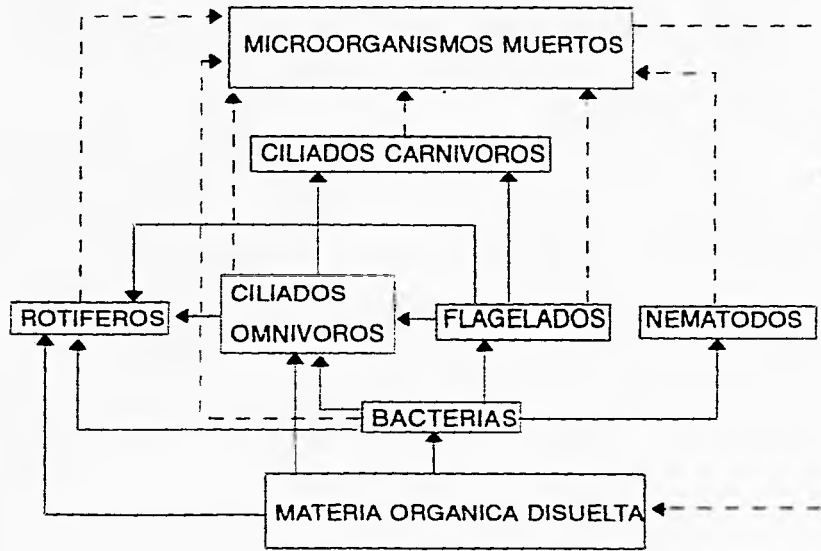 MICROORGANISMOS MUERTOS
CILIADOS CARNIVOROS
CILIADOS
OMNIVOROS
ROTIFEROS
FLAGELADOS
NEMATODOS
BACTERIAS
MATERIA ORGANICA DISUELTA